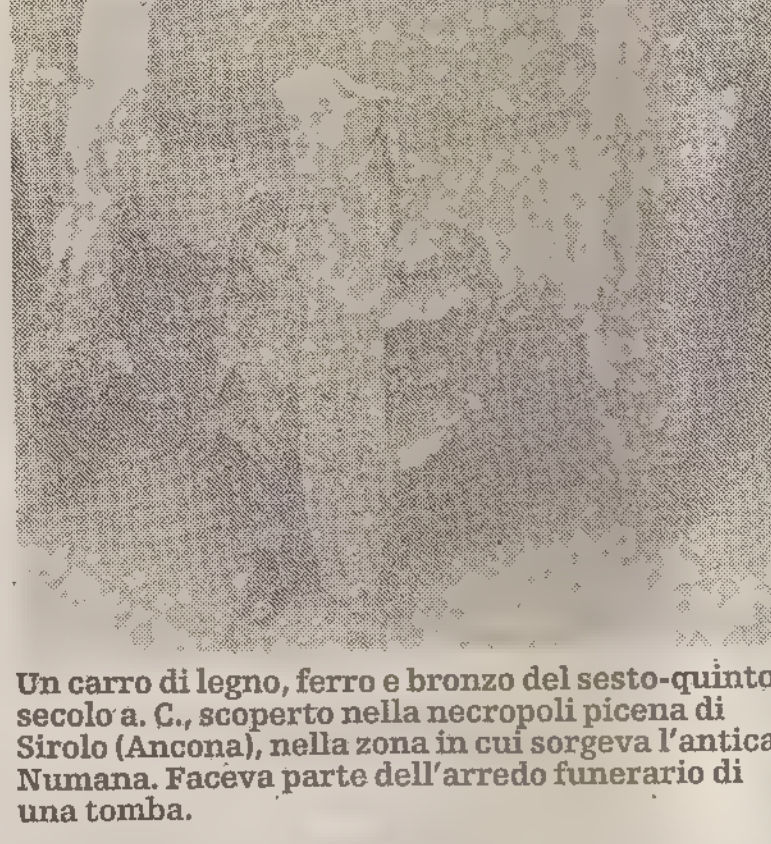 Un carro di legno, ferro e bronzo del sesto-quinto
secolo a. C., scoperto nella necropoli picena di
Sirolo (Ancona), nella zona in cui sorgeva l'antica
Numana. Faceva parte dell'arredo funerario di
una tomba.